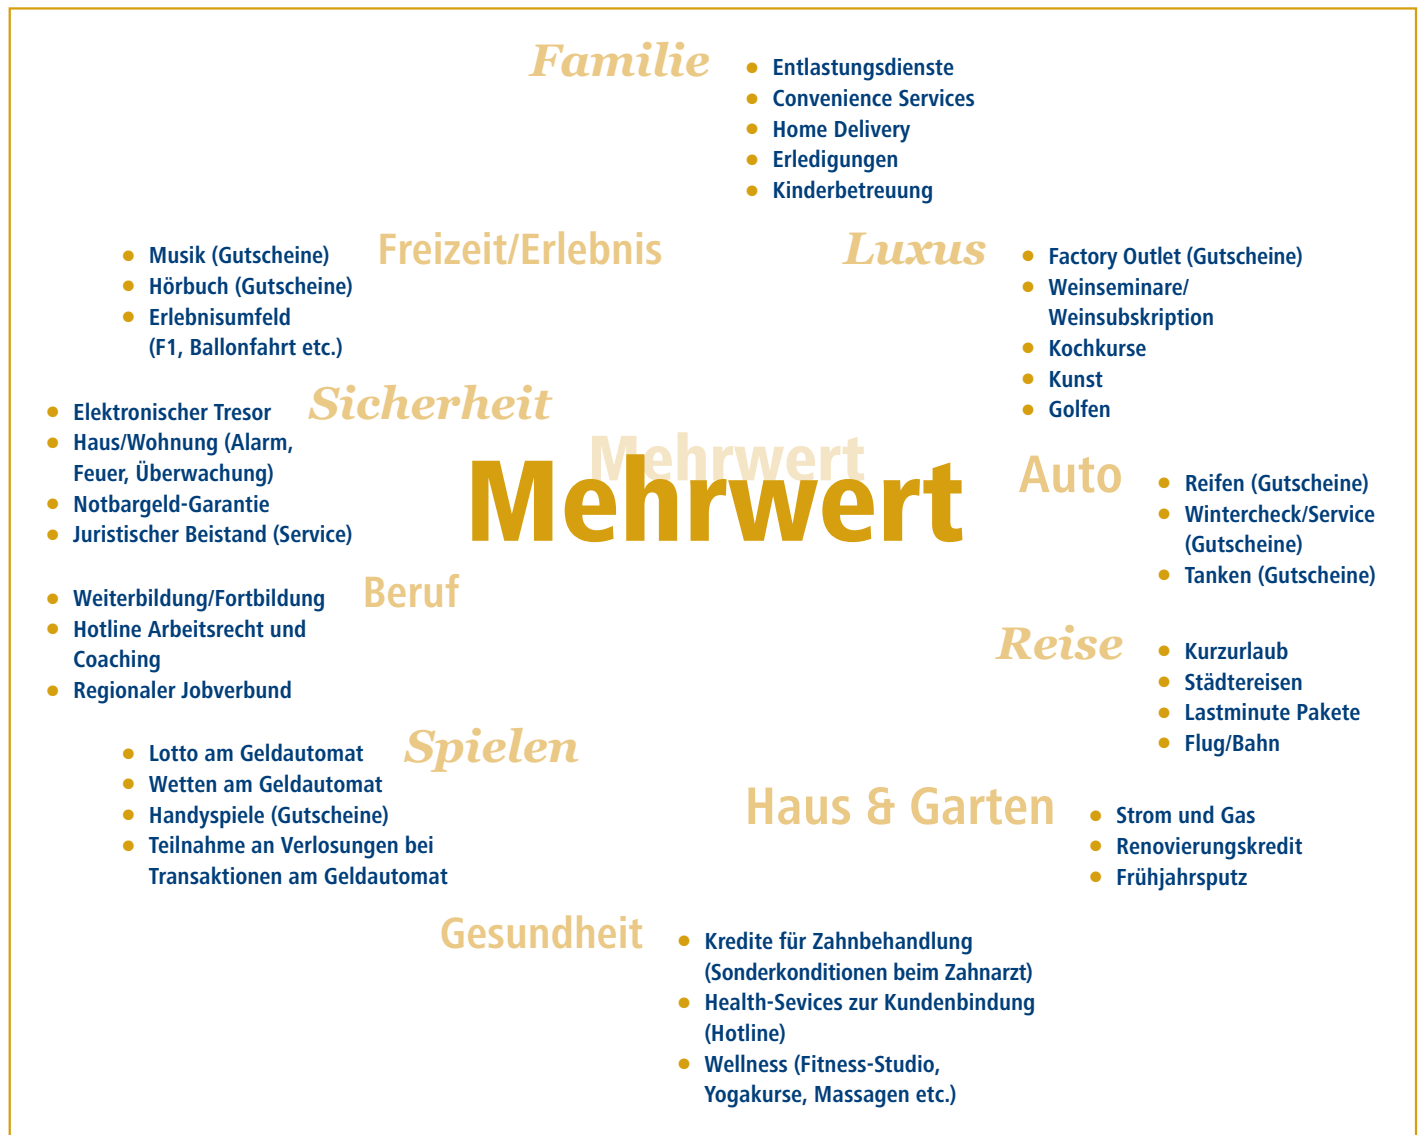 Familie
Entlastungsdienste
Convenience Services
Home Delivery
Erledigungen
Kinderbetreuung
Freizeit/Erlebnis
Musik (Gutscheine)
Hörbuch (Gutscheine)
Erlebnisumfeld
(F1, Ballonfahrt etc.)
Luxus
Factory Outlet (Gutscheine)
Weinseminare/
Weinsubskription
Kochkurse
Kunst
Golfen
Sicherheit
Elektronischer Tresor
Haus/Wohnung (Alarm,
Feuer, Überwachung)
Notbargeld-Garantie
Juristischer Beistand (Service)
Mehrwert
Mehrwert
Auto
Reifen (Gutscheine)
Wintercheck/Service
(Gutscheine)
Tanken (Gutscheine)
Beruf
Weiterbildung/Fortbildung
Hotline Arbeitsrecht und
Coaching
Regionaler Jobverbund
Reise
Kurzurlaub
Städtereisen
Lastminute Pakete
Flug/Bahn
Spielen
Lotto am Geldautomat
Wetten am Geldautomat
Handyspiele (Gutscheine)
Teilnahme an Verlosungen bei
Transaktionen am Geldautomat
Haus & Garten
Strom und Gas
Renovierungskredit
Frühjahrsputz
Gesundheit
Kredite für Zahnbehandlung
(Sonderkonditionen beim Zahnarzt)
Health-Sevices zur Kundenbindung
(Hotline)
Wellness (Fitness-Studio,
Yogakurse, Massagen etc.)